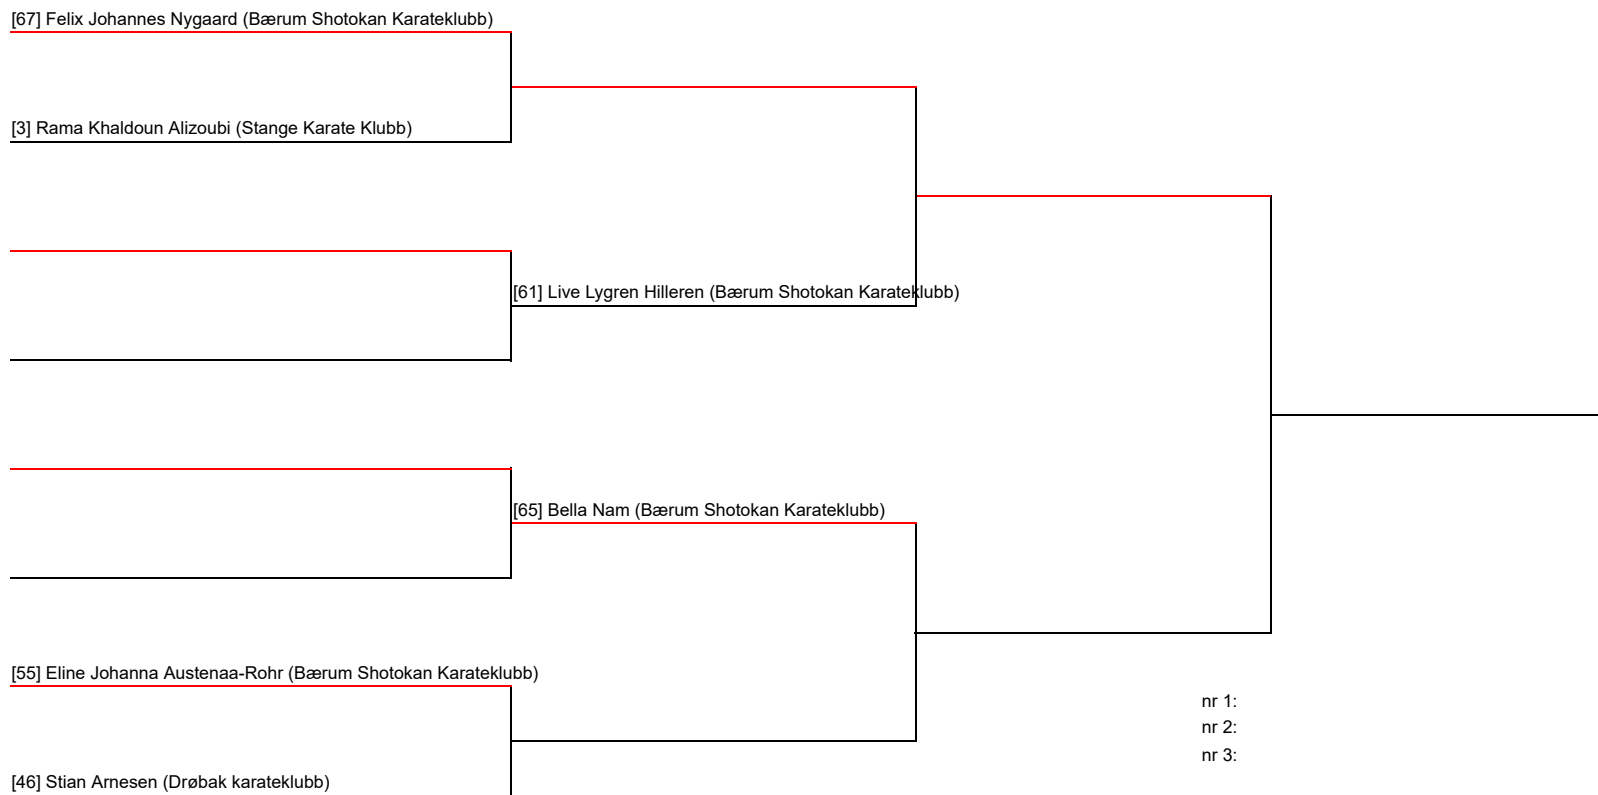 [67] Felix Johannes Nygaard (Bærum Shotokan Karateklubb)
[3] Rama Khaldoun Alizoubi (Stange Karate Klubb)
[61] Live Lygren Hilleren (Bærum Shotokan Karateklubb)
[65] Bella Nam (Bærum Shotokan Karateklubb)
[55] Eline Johanna Austenaa-Rohr (Bærum Shotokan Karateklubb)
nr 1:
nr 2:
nr 3:
[46] Stian Arnesen (Drøbak karateklubb)